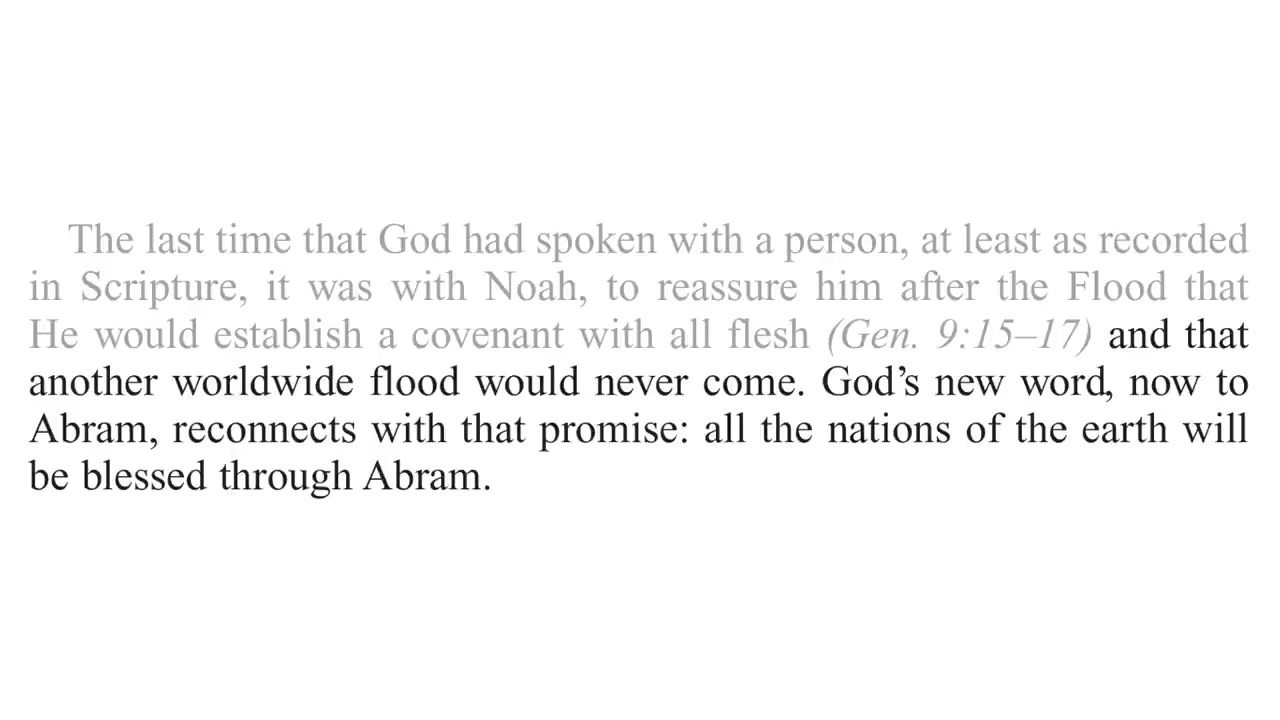 The last time that God had spoken with a person, at least as recorded
in Scripture, it was with Noah, to reassure him after the Flood that
He would establish a covenant with all flesh (Gen. 9:15–17) and that
another worldwide flood would never come. God’s new word, now to
Abram, reconnects with that promise: all the nations of the earth will
be blessed through Abram.